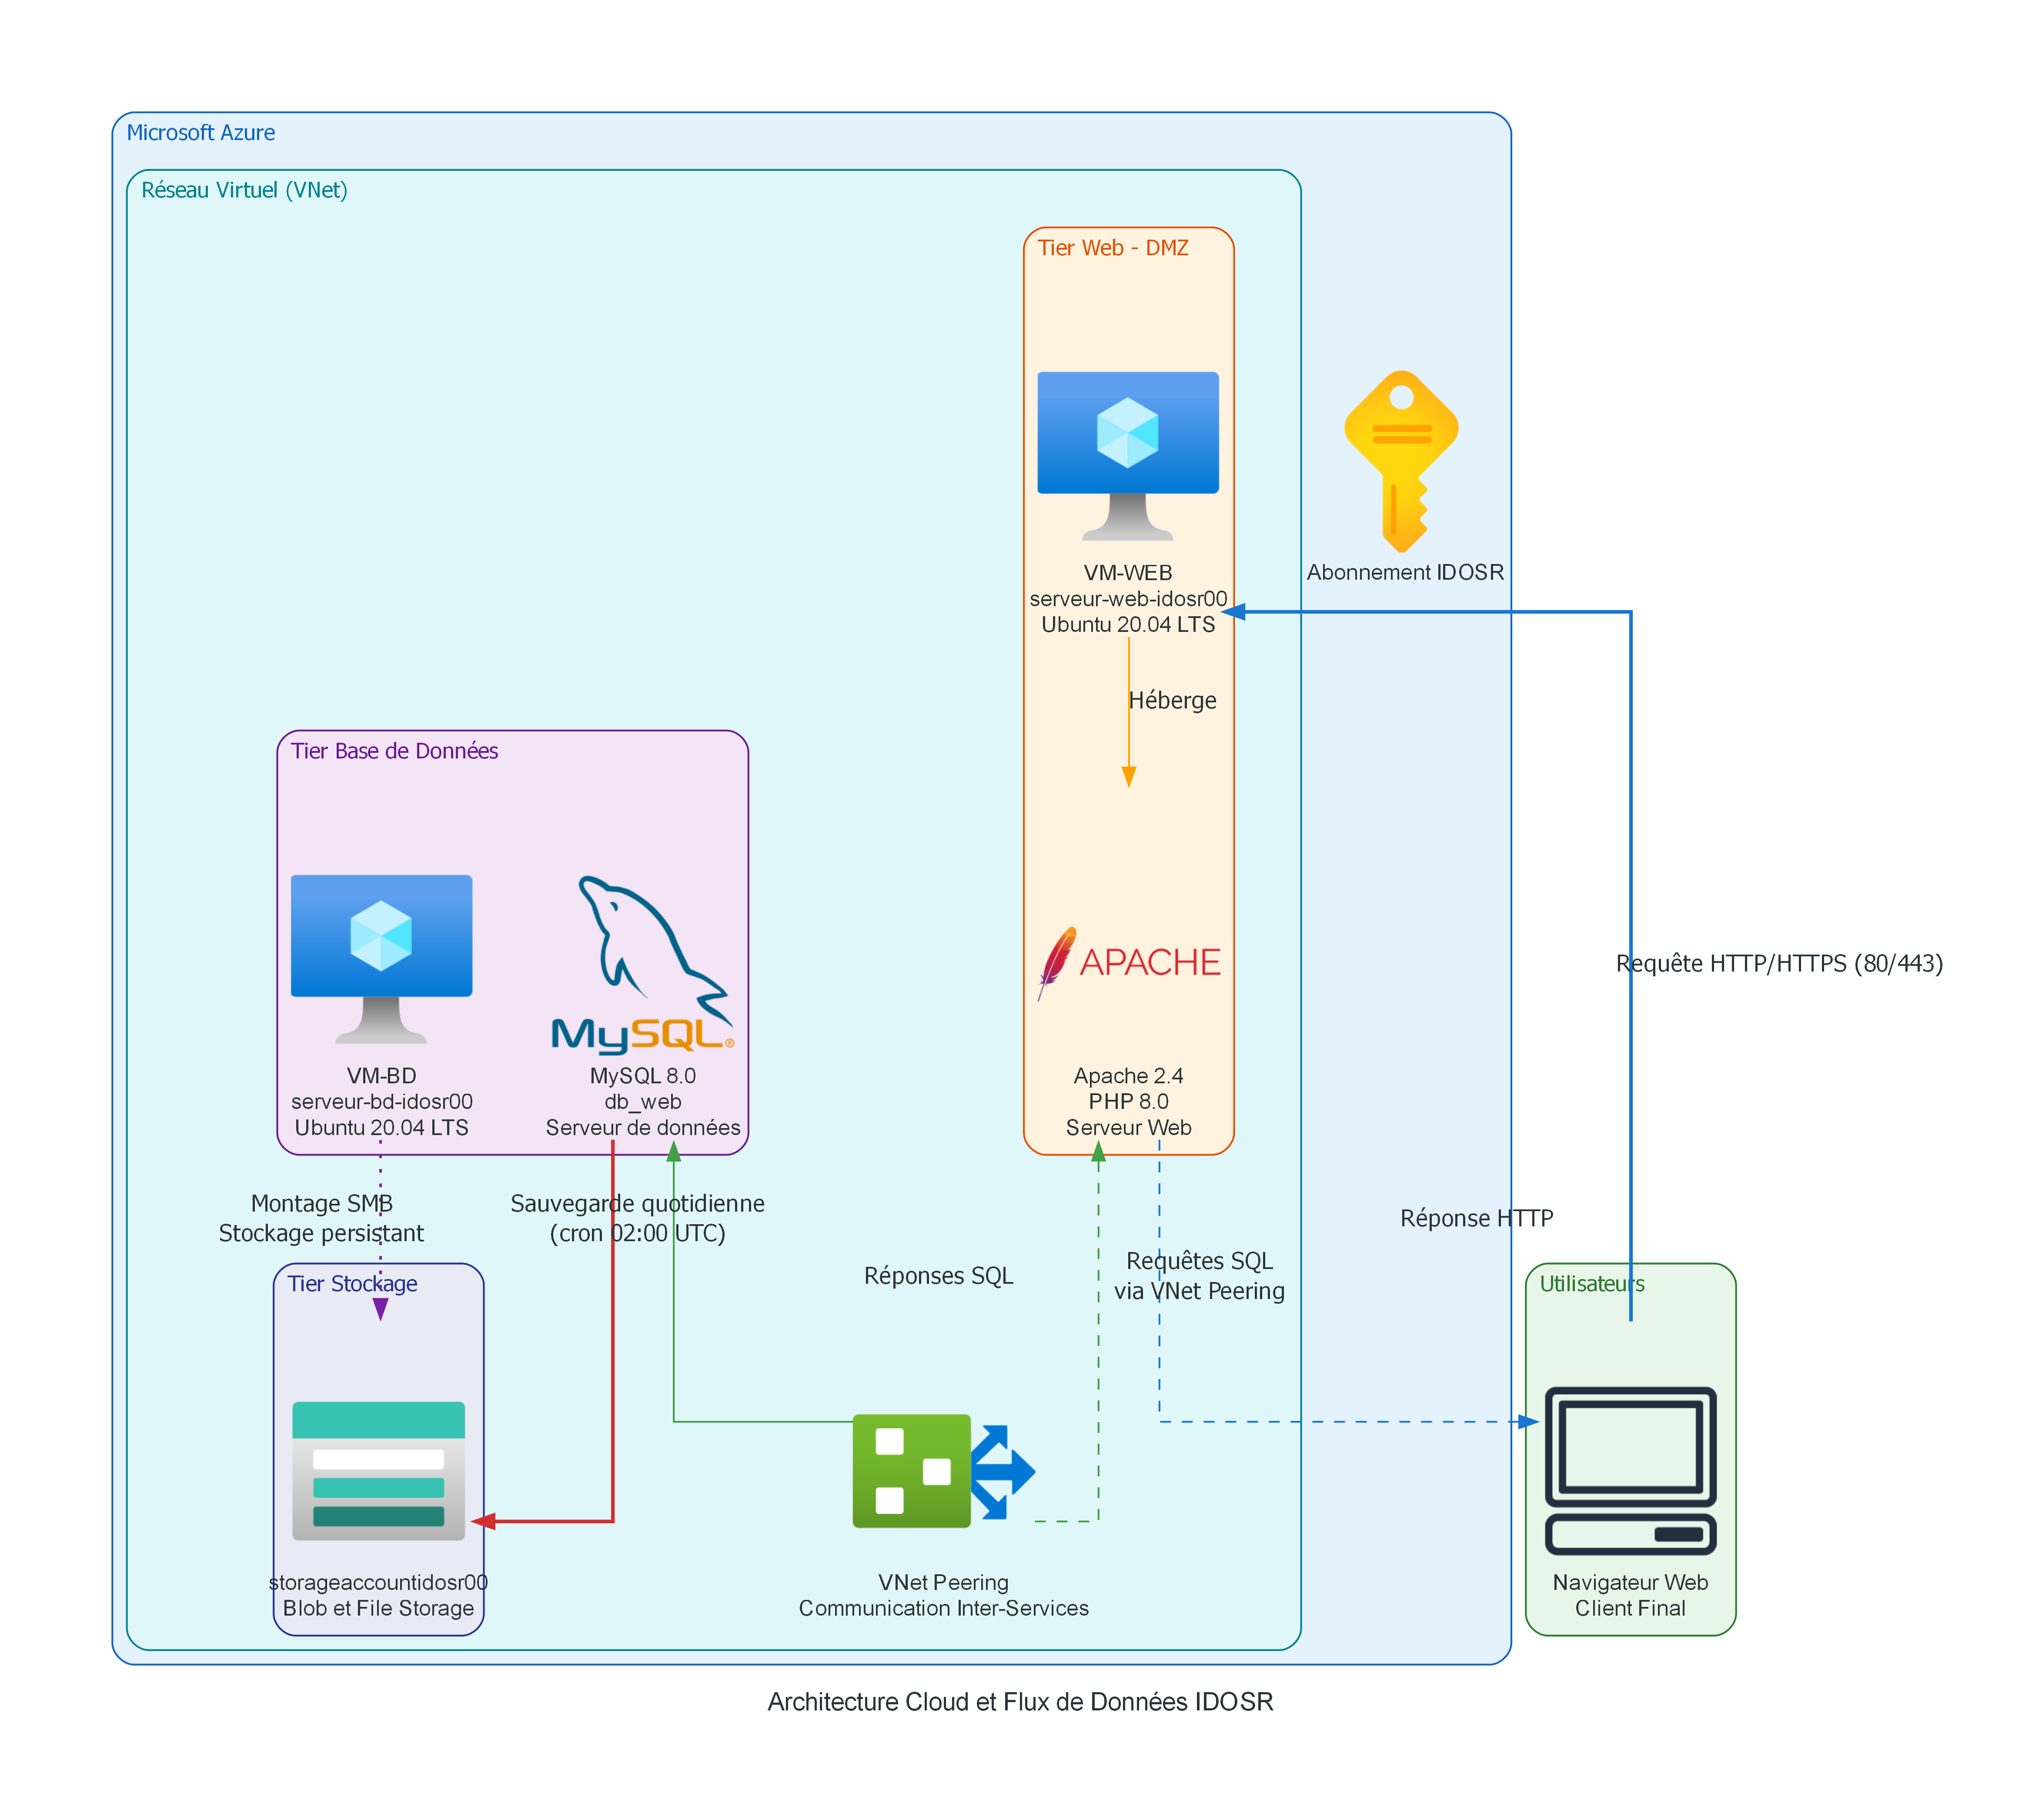 Microsoft Azure
Réseau Virtuel (VNet)
Tier Web - DMZ
VM-WEB
serveur-web-idosr00
Ubuntu 20.04 LTS
Abonnement IDOSR
Héberge
Tier Base de Données
MySQL®
APACHE
VM-BD
serveur-bd-idosr00
Ubuntu 20.04 LTS
MySQL 8.0
db_web
Serveur de données
Apache 2.4
PHP 8.0
Serveur Web
Requête HTTP/HTTPS (80/443)
Montage SMB
Stockage persistant
Sauvegarde quotidienne
(cron 02:00 UTC)
Réponses SQL
Requêtes SQL
via VNet Peering
Réponse HTTP
Tier Stockage
Utilisateurs
storageaccountidosr00
Blob et File Storage
VNet Peering
Communication Inter-Services
Navigateur Web
Client Final
Architecture Cloud et Flux de Données IDOSR